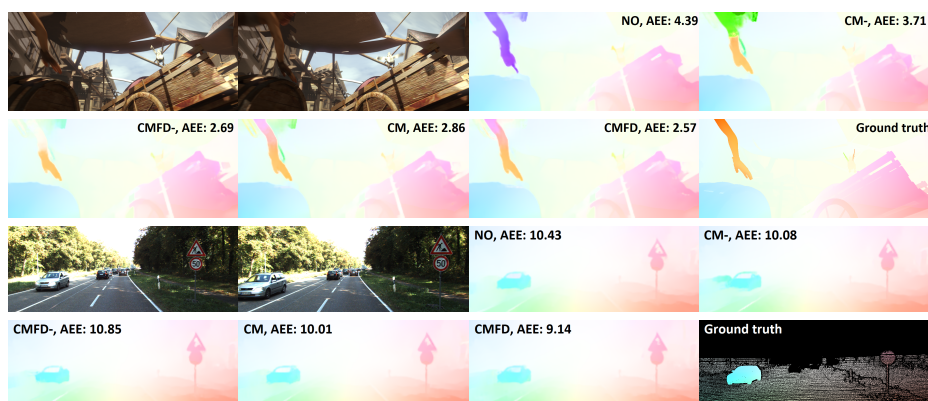 NO, AEE: 4.39
CM-, AEE: 3.71
CMFD-, AEE: 2.69
CM, AEE: 2.86
CMFD, AEE: 2.57
Ground truth
NO, AEE: 10.43
CM-, AEE: 10.08
50
50
CMFD-, AEE: 10.85
CM, AEE: 10.01
CMFD, AEE: 9.14
Ground truth